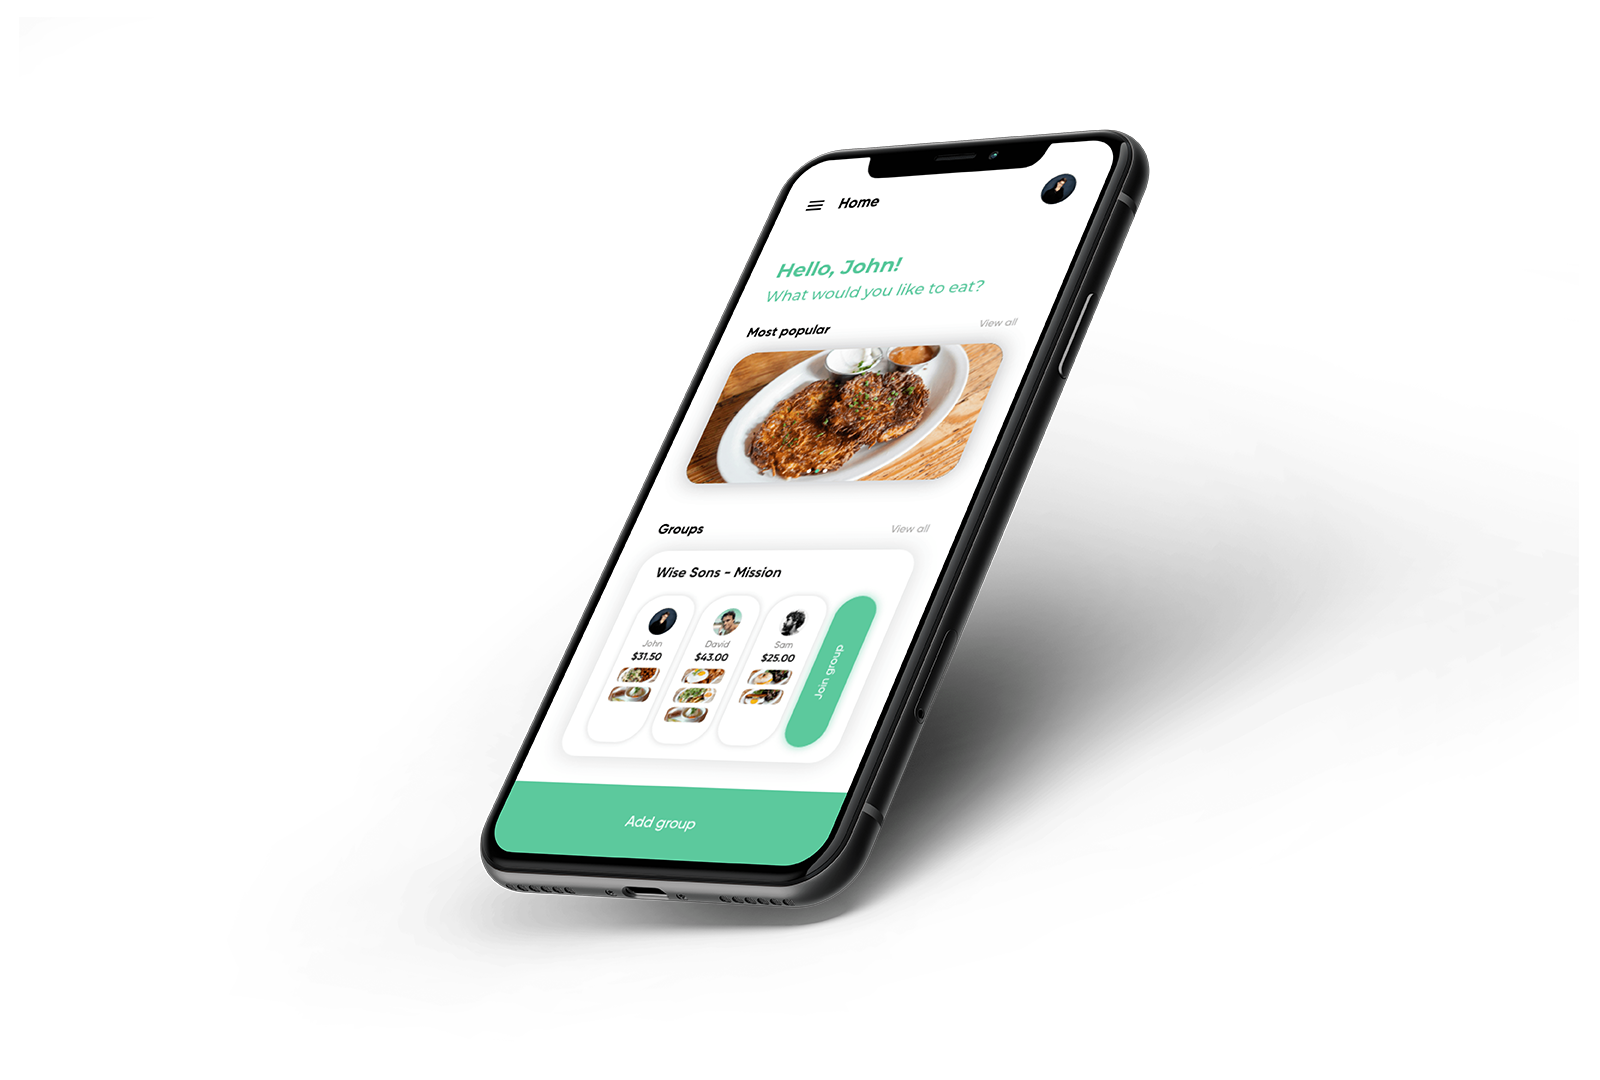 Home
Hello, John!
What would you like to eat?
Most popular
View all
Groups
View all
Wise Sons - Mission
John
$31.50
David
$43.00
Sam
$25.00
Join group
Add group